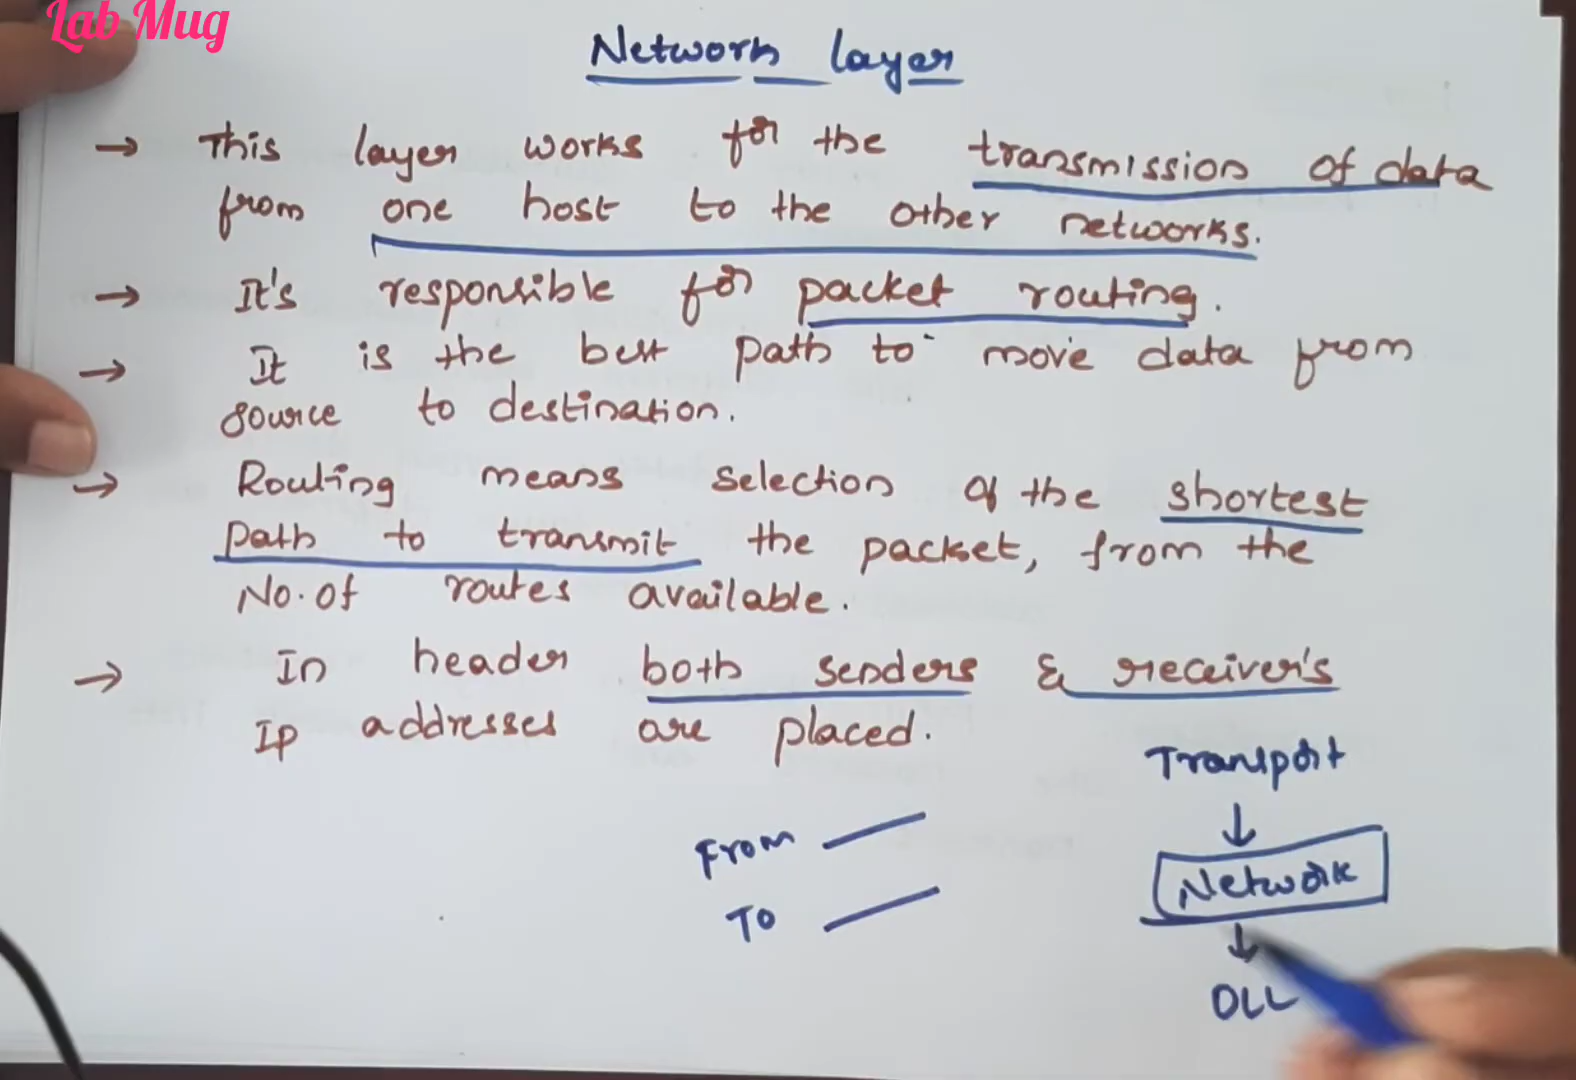 Lab Mug
Network layer
→ This layer works for the transmission of data
from one host to the other networks.
→ It's responsible for packet routing.
→ It is the best path to move data from
source to destination.
→ Routing means selection of the shortest
path to transmit the packet, from the
No. of routes available.
→ In header both senders & receiver's
Ip addresses are placed.
Transport
↓
From
Network
To
↓
DLL